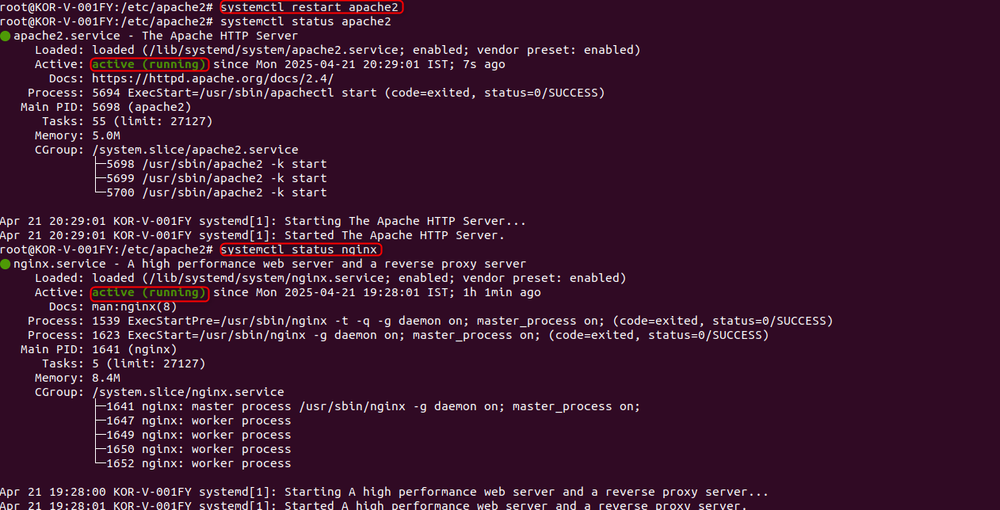 root@KOR-V-001FY:/etc/apache2# systemctl restart apache2
root@KOR-V-001FY:/etc/apache2# systemctl status apache2
● apache2.service - The Apache HTTP Server
     Loaded: loaded (/lib/systemd/system/apache2.service; enabled; vendor preset: enabled)
     Active: active (running) since Mon 2025-04-21 20:29:01 IST; 7s ago
       Docs: https://httpd.apache.org/docs/2.4/
    Process: 5694 ExecStart=/usr/sbin/apachectl start (code=exited, status=0/SUCCESS)
   Main PID: 5698 (apache2)
      Tasks: 55 (limit: 27127)
     Memory: 5.0M
     CGroup: /system.slice/apache2.service
             ├─5698 /usr/sbin/apache2 -k start
             ├─5699 /usr/sbin/apache2 -k start
             └─5700 /usr/sbin/apache2 -k start
Apr 21 20:29:01 KOR-V-001FY systemd[1]: Starting The Apache HTTP Server...
Apr 21 20:29:01 KOR-V-001FY systemd[1]: Started The Apache HTTP Server.
root@KOR-V-001FY:/etc/apache2# systemctl status nginx
● nginx.service - A high performance web server and a reverse proxy server
     Loaded: loaded (/lib/systemd/system/nginx.service; enabled; vendor preset: enabled)
     Active: active (running) since Mon 2025-04-21 19:28:01 IST; 1h 1min ago
       Docs: man:nginx(8)
    Process: 1539 ExecStartPre=/usr/sbin/nginx -t -q -g daemon on; master_process on; (code=exited, status=0/SUCCESS)
    Process: 1623 ExecStart=/usr/sbin/nginx -g daemon on; master_process on; (code=exited, status=0/SUCCESS)
   Main PID: 1641 (nginx)
      Tasks: 5 (limit: 27127)
     Memory: 8.4M
     CGroup: /system.slice/nginx.service
             ├─1641 nginx: master process /usr/sbin/nginx -g daemon on; master_process on;
             ├─1647 nginx: worker process
             ├─1649 nginx: worker process
             ├─1650 nginx: worker process
             └─1652 nginx: worker process
Apr 21 19:28:00 KOR-V-001FY systemd[1]: Starting A high performance web server and a reverse proxy server...
Apr 21 19:28:01 KOR-V-001FY systemd[1]: Started A high performance web server and a reverse proxy server.